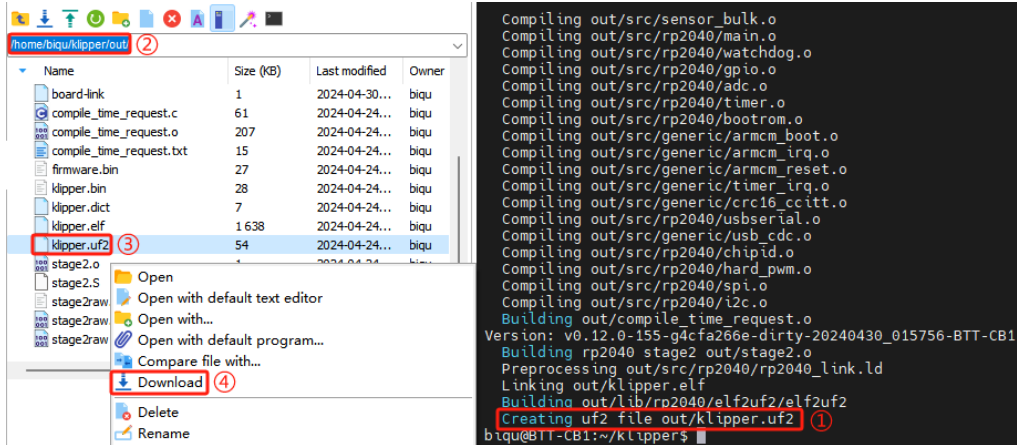 /home/biqu/klipper/out/ ②
Name Size (KB) Last modified Owner
board-link 1 2024-04-30... biqu
compile_time_request.c 61 2024-04-24... biqu
compile_time_request.o 207 2024-04-24... biqu
compile_time_request.txt 15 2024-04-24... biqu
firmware.bin 27 2024-04-24... biqu
klipper.bin 28 2024-04-24... biqu
klipper.dict 7 2024-04-24... biqu
klipper.elf 1 638 2024-04-24... biqu
klipper.uf2 ③ 54 2024-04-24... biqu
stage2.o 1 2024-04-24... biqu
stage2.S
stage2raw
stage2raw
stage2raw
Open
Open with default text editor
Open with...
Open with default program...
Compare file with...
Download ④
Delete
Rename
Compiling out/src/sensor_bulk.o
Compiling out/src/rp2040/main.o
Compiling out/src/rp2040/watchdog.o
Compiling out/src/rp2040/gpio.o
Compiling out/src/rp2040/adc.o
Compiling out/src/rp2040/timer.o
Compiling out/src/rp2040/bootrom.o
Compiling out/src/generic/armcm_boot.o
Compiling out/src/generic/armcm_irq.o
Compiling out/src/generic/armcm_reset.o
Compiling out/src/generic/timer_irq.o
Compiling out/src/generic/crc16_ccitt.o
Compiling out/src/rp2040/usbserial.o
Compiling out/src/generic/usb_cdc.o
Compiling out/src/rp2040/chipid.o
Compiling out/src/rp2040/hard_pwm.o
Compiling out/src/rp2040/spi.o
Compiling out/src/rp2040/i2c.o
Building out/compile_time_request.o
Version: v0.12.0-155-g4cfa266e-dirty-20240430_015756-BTT-CB1
Building rp2040 stage2 out/stage2.o
Preprocessing out/src/rp2040/rp2040_link.ld
Linking out/klipper.elf
Building out/lib/rp2040/elf2uf2/elf2uf2
Creating uf2 file out/klipper.uf2 ①
biqu@BTT-CB1:~/klipper$